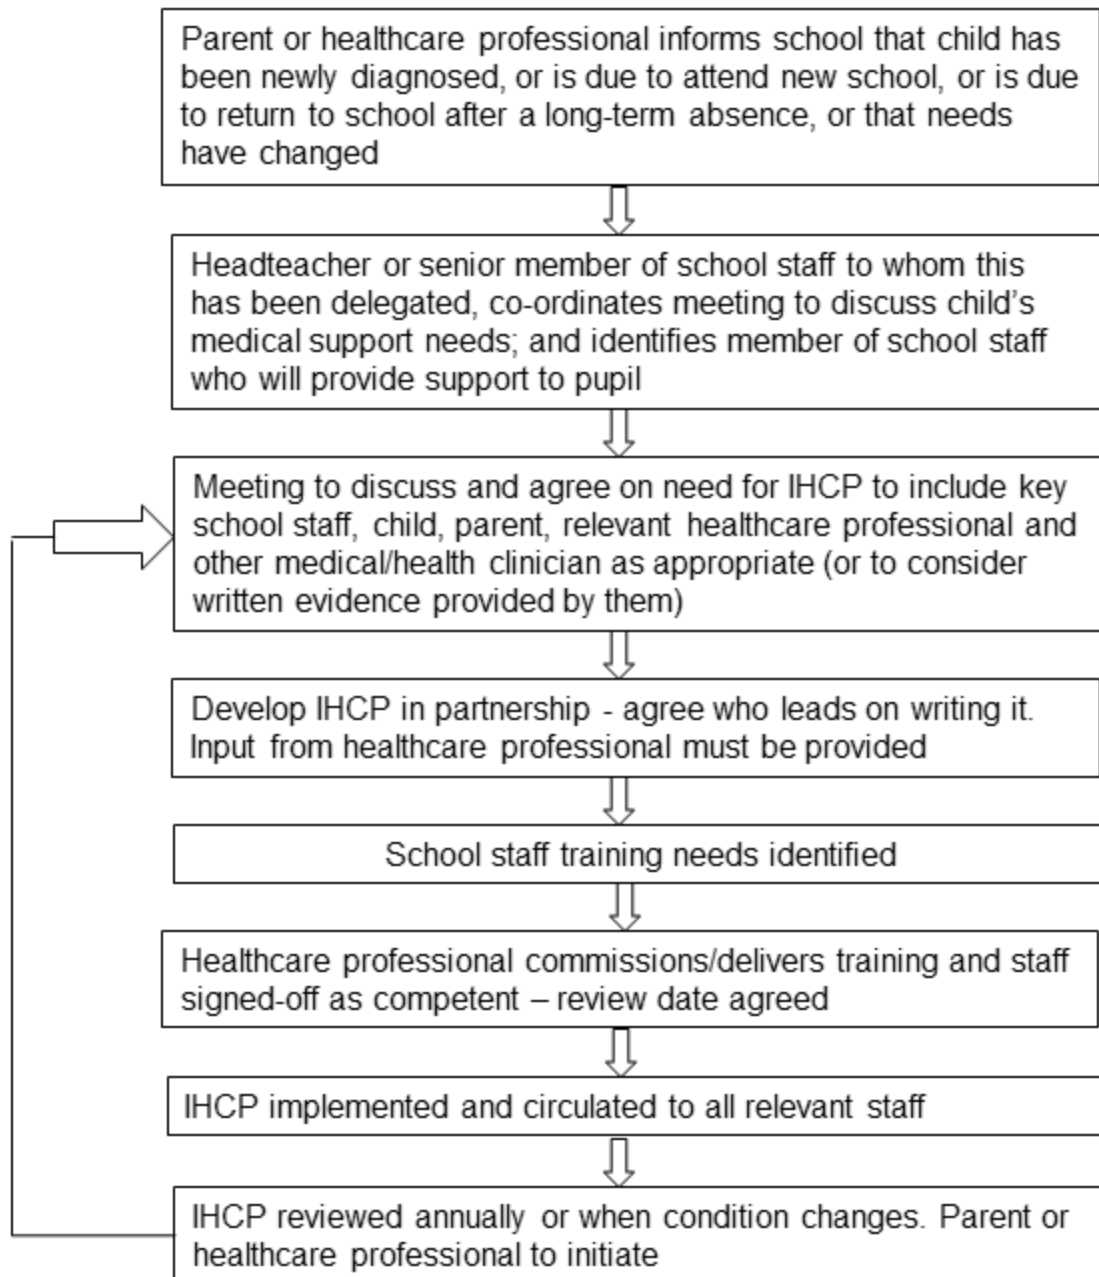 Parent or healthcare professional informs school that child has
been newly diagnosed, or is due to attend new school, or is due
to return to school after a long-term absence, or that needs
have changed
Headteacher or senior member of school staff to whom this
has been delegated, co-ordinates meeting to discuss child's
medical support needs; and identifies member of school staff
who will provide support to pupil
Meeting to discuss and agree on need for IHCP to include key
school staff, child, parent, relevant healthcare professional and
other medical/health clinician as appropriate (or to consider
written evidence provided by them)
Develop IHCP in partnership - agree who leads on writing it.
Input from healthcare professional must be provided
School staff training needs identified
Healthcare professional commissions/delivers training and staff
signed-off as competent – review date agreed
IHCP implemented and circulated to all relevant staff
IHCP reviewed annually or when condition changes. Parent or
healthcare professional to initiate